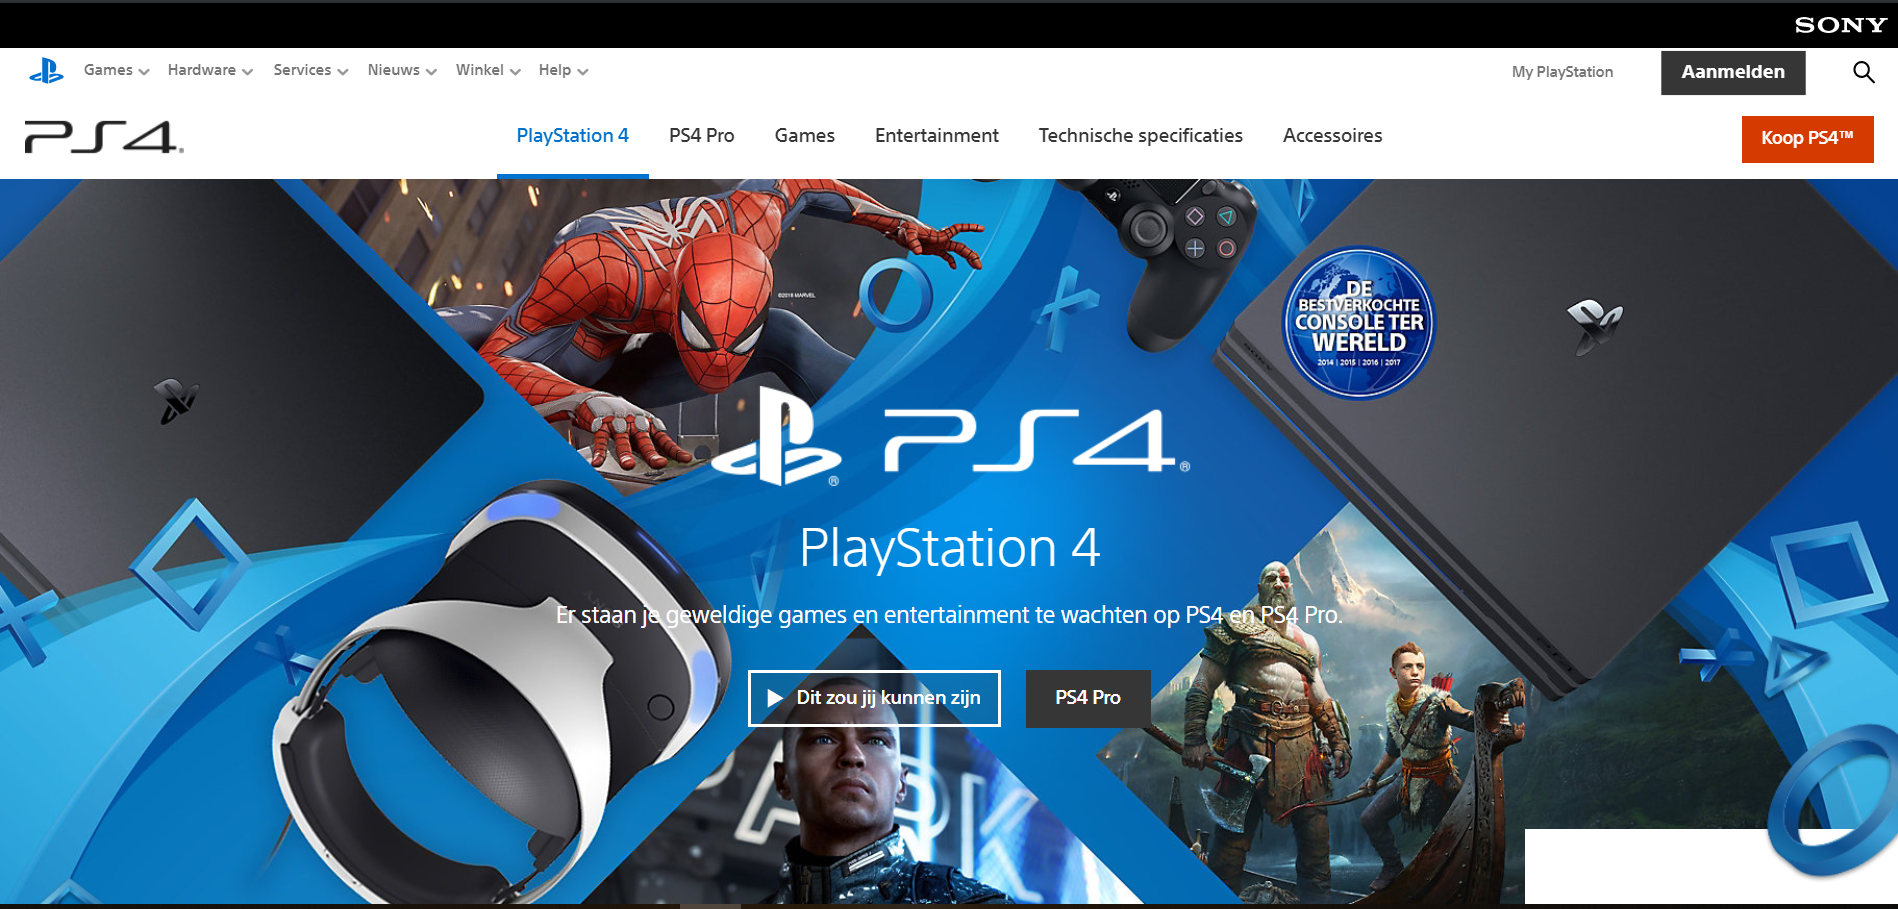 SONY
Games
Hardware
Services
Nieuws
Winkel
Help
My PlayStation
Aanmelden
PS4
PlayStation 4
PS4 Pro
Games
Entertainment
Technische specificaties
Accessoires
Koop PS4™
©2018 MARVEL
DE
BESTVERKOCHTE
CONSOLE TER
WERELD
2014 | 2015 | 2016 | 2017
PS4®
PlayStation 4
Er staan je geweldige games en entertainment te wachten op PS4 en PS4 Pro.
Dit zou jij kunnen zijn
PS4 Pro